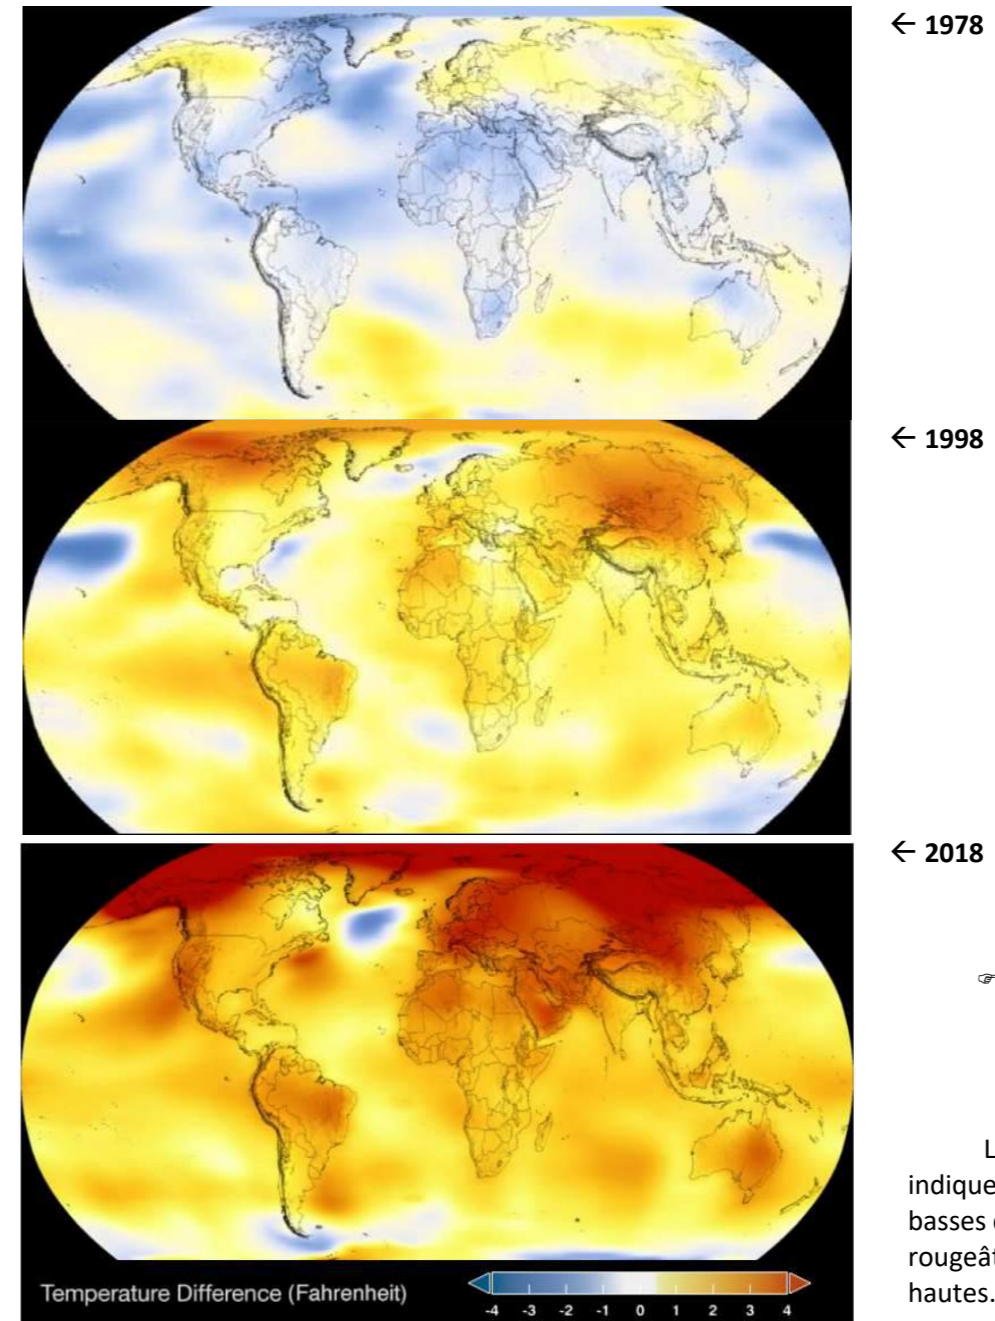 ← 1978
← 1998
← 2018
☞
L
indique
basses
rougeât
hautes.
Temperature Difference (Fahrenheit)
-4 -3 -2 -1 0 1 2 3 4